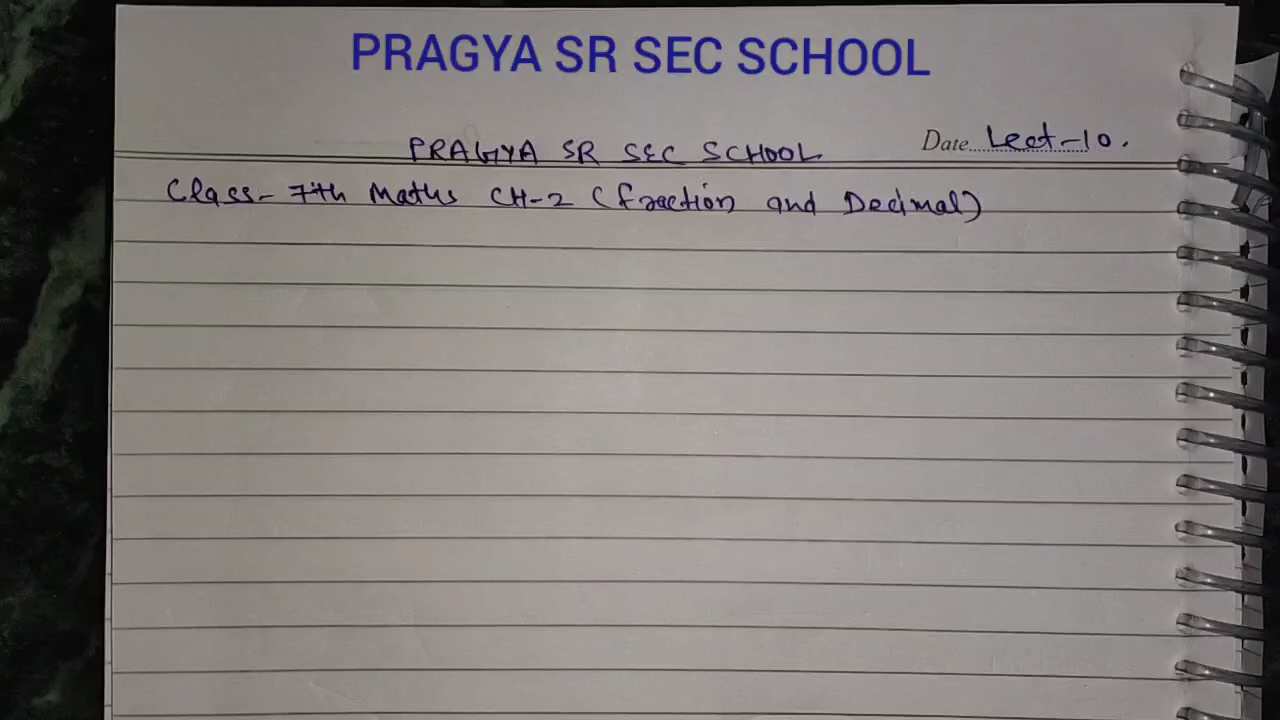 PRAGYA SR SEC SCHOOL
Date Lect-10.
PRAGYA SR SEC SCHOOL
Class-7th Maths CH-2 (fraction and Decimal)